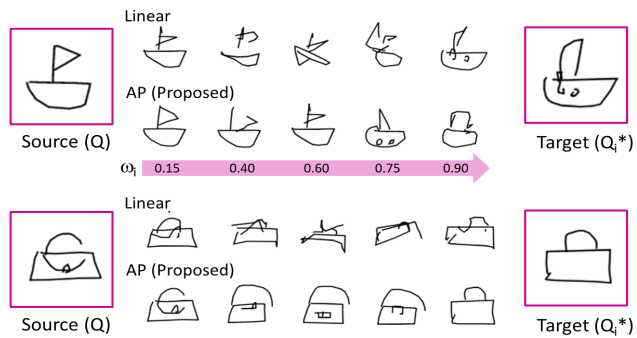 Linear
AP (Proposed)
Source (Q)
Target (Qᵢ*)
ωᵢ 0.15 0.40 0.60 0.75 0.90
Linear
AP (Proposed)
Source (Q)
Target (Qᵢ*)